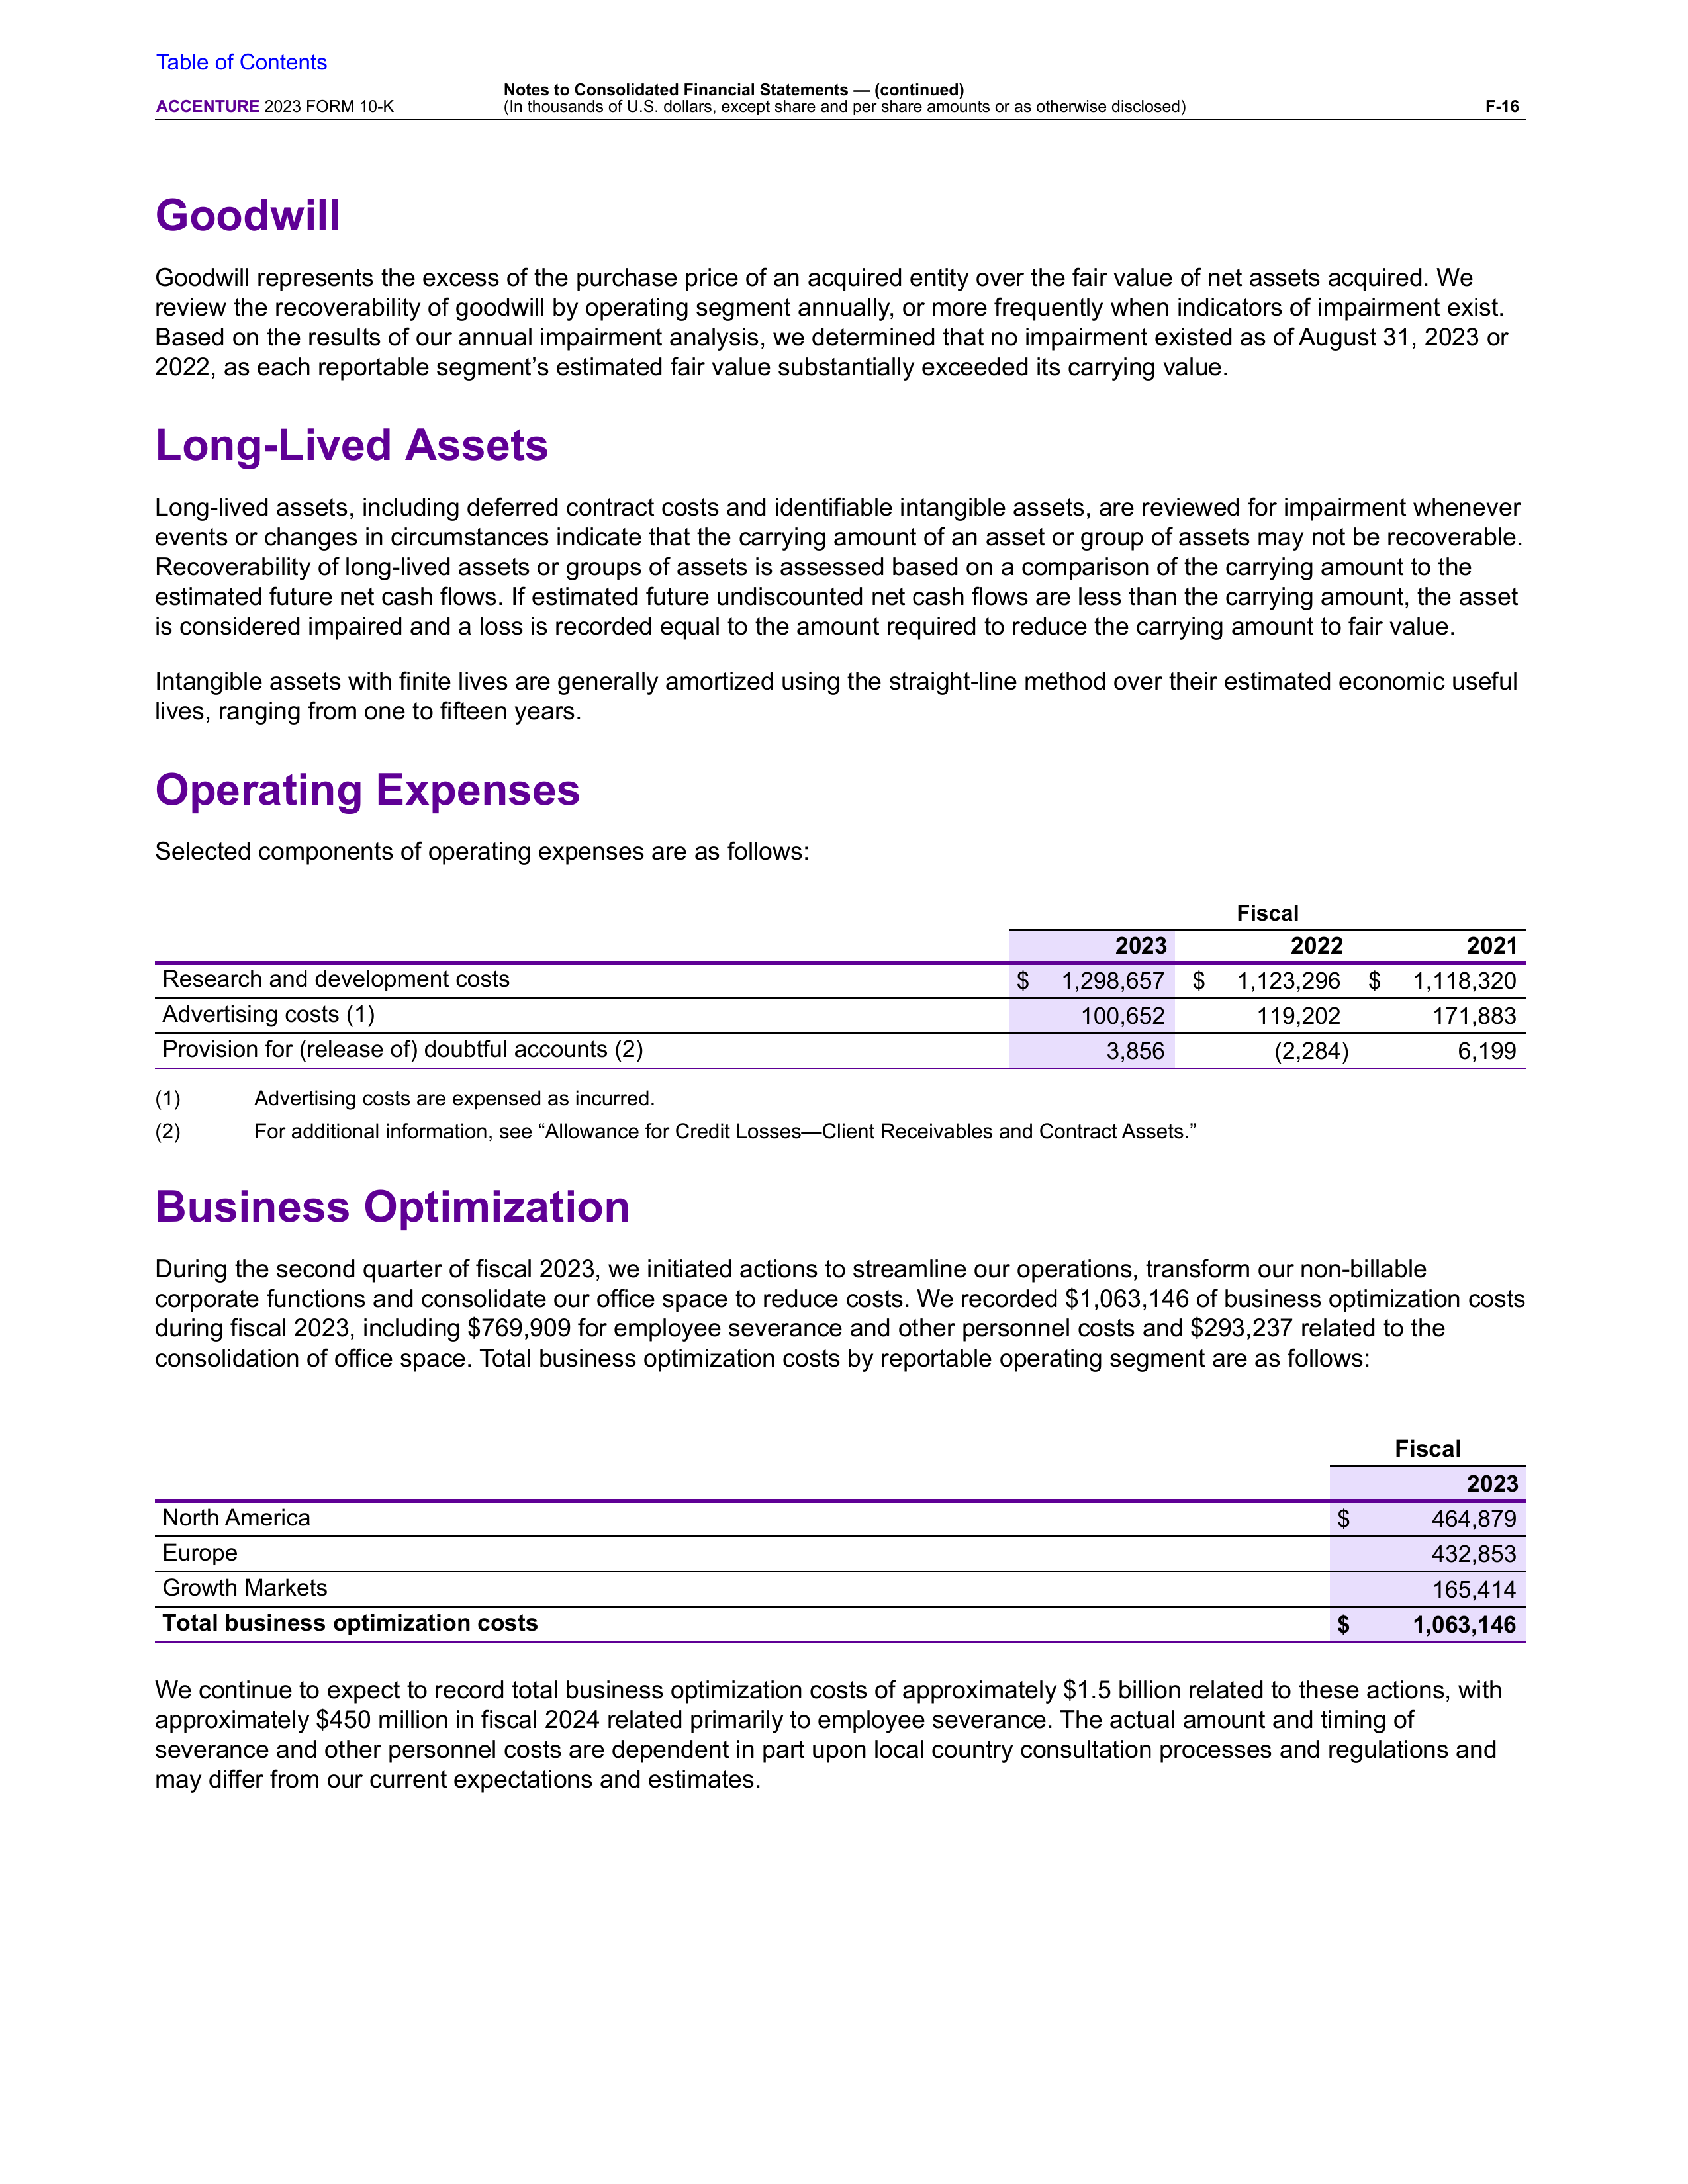 Table of Contents
Notes to Consolidated Financial Statements — (continued)
ACCENTURE 2023 FORM 10-K (In thousands of U.S. dollars, except share and per share amounts or as otherwise disclosed) F-16
Goodwill
Goodwill represents the excess of the purchase price of an acquired entity over the fair value of net assets acquired. We
review the recoverability of goodwill by operating segment annually, or more frequently when indicators of impairment exist.
Based on the results of our annual impairment analysis, we determined that no impairment existed as of August 31, 2023 or
2022, as each reportable segment’s estimated fair value substantially exceeded its carrying value.
Long-Lived Assets
Long-lived assets, including deferred contract costs and identifiable intangible assets, are reviewed for impairment whenever
events or changes in circumstances indicate that the carrying amount of an asset or group of assets may not be recoverable.
Recoverability of long-lived assets or groups of assets is assessed based on a comparison of the carrying amount to the
estimated future net cash flows. If estimated future undiscounted net cash flows are less than the carrying amount, the asset
is considered impaired and a loss is recorded equal to the amount required to reduce the carrying amount to fair value.
Intangible assets with finite lives are generally amortized using the straight-line method over their estimated economic useful
lives, ranging from one to fifteen years.
Operating Expenses
Selected components of operating expenses are as follows:
Fiscal
2023 2022 2021
Research and development costs $ 1,298,657 $ 1,123,296 $ 1,118,320
Advertising costs (1) 100,652 119,202 171,883
Provision for (release of) doubtful accounts (2) 3,856 (2,284) 6,199
(1) Advertising costs are expensed as incurred.
(2) For additional information, see “Allowance for Credit Losses—Client Receivables and Contract Assets.”
Business Optimization
During the second quarter of fiscal 2023, we initiated actions to streamline our operations, transform our non-billable
corporate functions and consolidate our office space to reduce costs. We recorded $1,063,146 of business optimization costs
during fiscal 2023, including $769,909 for employee severance and other personnel costs and $293,237 related to the
consolidation of office space. Total business optimization costs by reportable operating segment are as follows:
Fiscal
2023
North America $ 464,879
Europe 432,853
Growth Markets 165,414
Total business optimization costs $ 1,063,146
We continue to expect to record total business optimization costs of approximately $1.5 billion related to these actions, with
approximately $450 million in fiscal 2024 related primarily to employee severance. The actual amount and timing of
severance and other personnel costs are dependent in part upon local country consultation processes and regulations and
may differ from our current expectations and estimates.